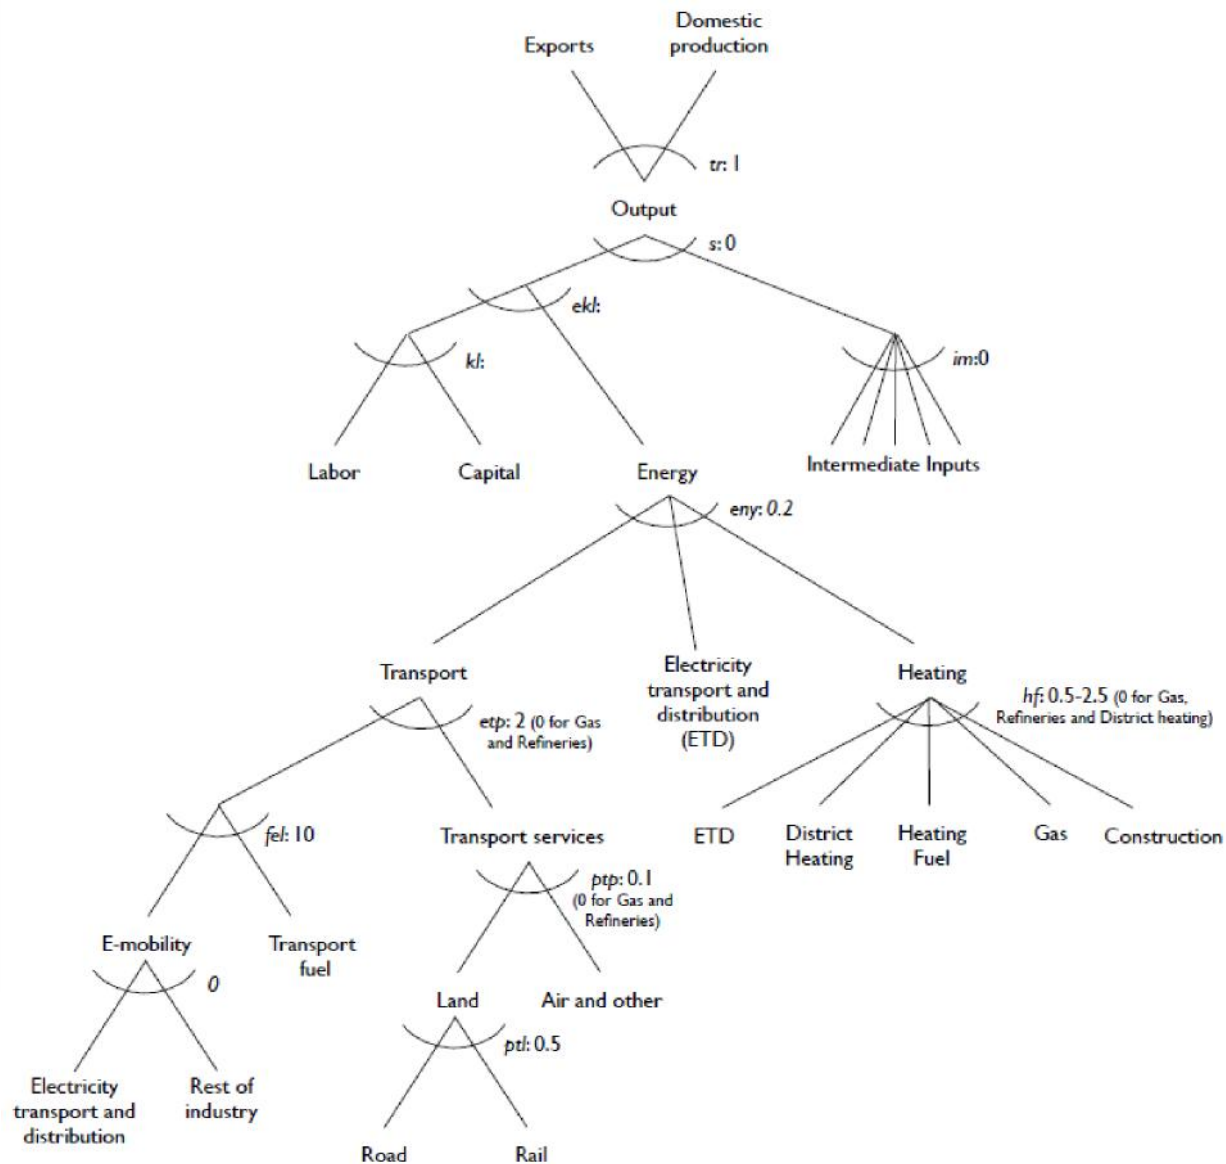 Domestic
production
Exports
tr: 1
Output
s: 0
ekl:
kl:
im:0
Labor
Capital
Energy
Intermediate Inputs
eny: 0.2
Transport
Electricity
transport and
distribution
(ETD)
Heating
hf: 0.5-2.5 (0 for Gas,
Refineries and District heating)
etp: 2 (0 for Gas
and Refineries)
fel: 10
Transport services
ETD
District
Heating
Heating
Fuel
Gas
Construction
ptp: 0.1
(0 for Gas and
Refineries)
E-mobility
Transport
fuel
0
Land
Air and other
ptl: 0.5
Electricity
transport and
distribution
Rest of
industry
Road
Rail